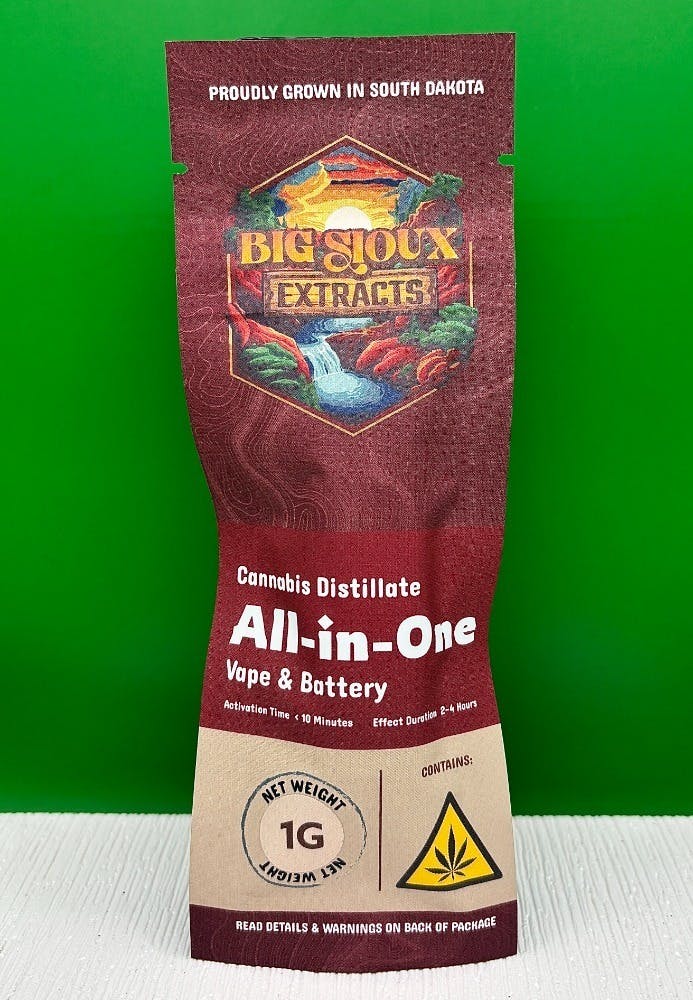 PROUDLY GROWN IN SOUTH DAKOTA
BIG SIOUX
EXTRACTS
Cannabis Distillate
All-in-One
Vape & Battery
Activation Time < 10 Minutes Effect Duration 2-4 Hours
NET WEIGHT
1G
NET WEIGHT
CONTAINS:
READ DETAILS & WARNINGS ON BACK OF PACKAGE